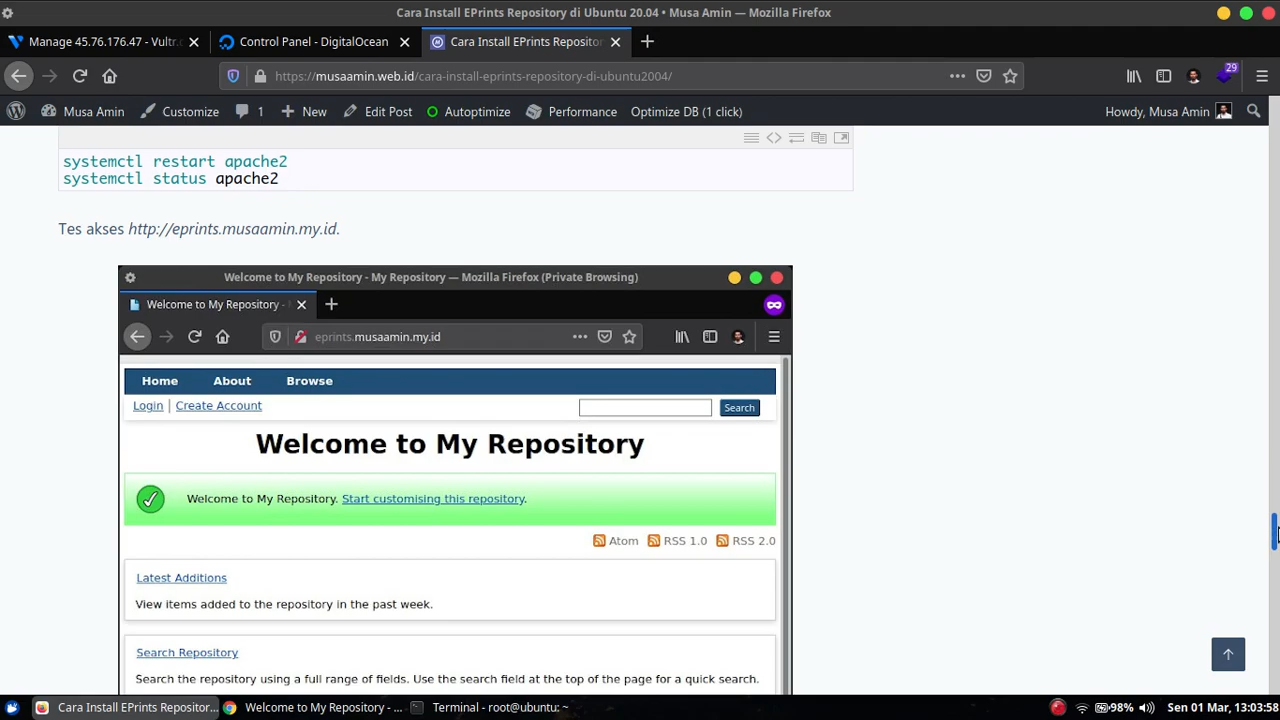 Cara Install EPrints Repository di Ubuntu 20.04 • Musa Amin — Mozilla Firefox
Manage 45.76.176.47 - Vultr.c
Control Panel - DigitalOcean
Cara Install EPrints Repositor
29
https://musaamin.web.id/cara-install-eprints-repository-di-ubuntu2004/
Musa Amin Customize 1 New Edit Post Autoptimize Performance Optimize DB (1 click) Howdy, Musa Amin
systemctl restart apache2
systemctl status apache2
Tes akses http://eprints.musaamin.my.id.
Welcome to My Repository - My Repository — Mozilla Firefox (Private Browsing)
Welcome to My Repository -
eprints.musaamin.my.id
Home About Browse
Login | Create Account Search
Welcome to My Repository
Welcome to My Repository. Start customising this repository.
Atom RSS 1.0 RSS 2.0
Latest Additions
View items added to the repository in the past week.
Search Repository
Search the repository using a full range of fields. Use the search field at the top of the page for a quick search.
Cara Install EPrints Repositor... Welcome to My Repository - ... Terminal - root@ubuntu: ~ 98% Sen 01 Mar, 13:03:58